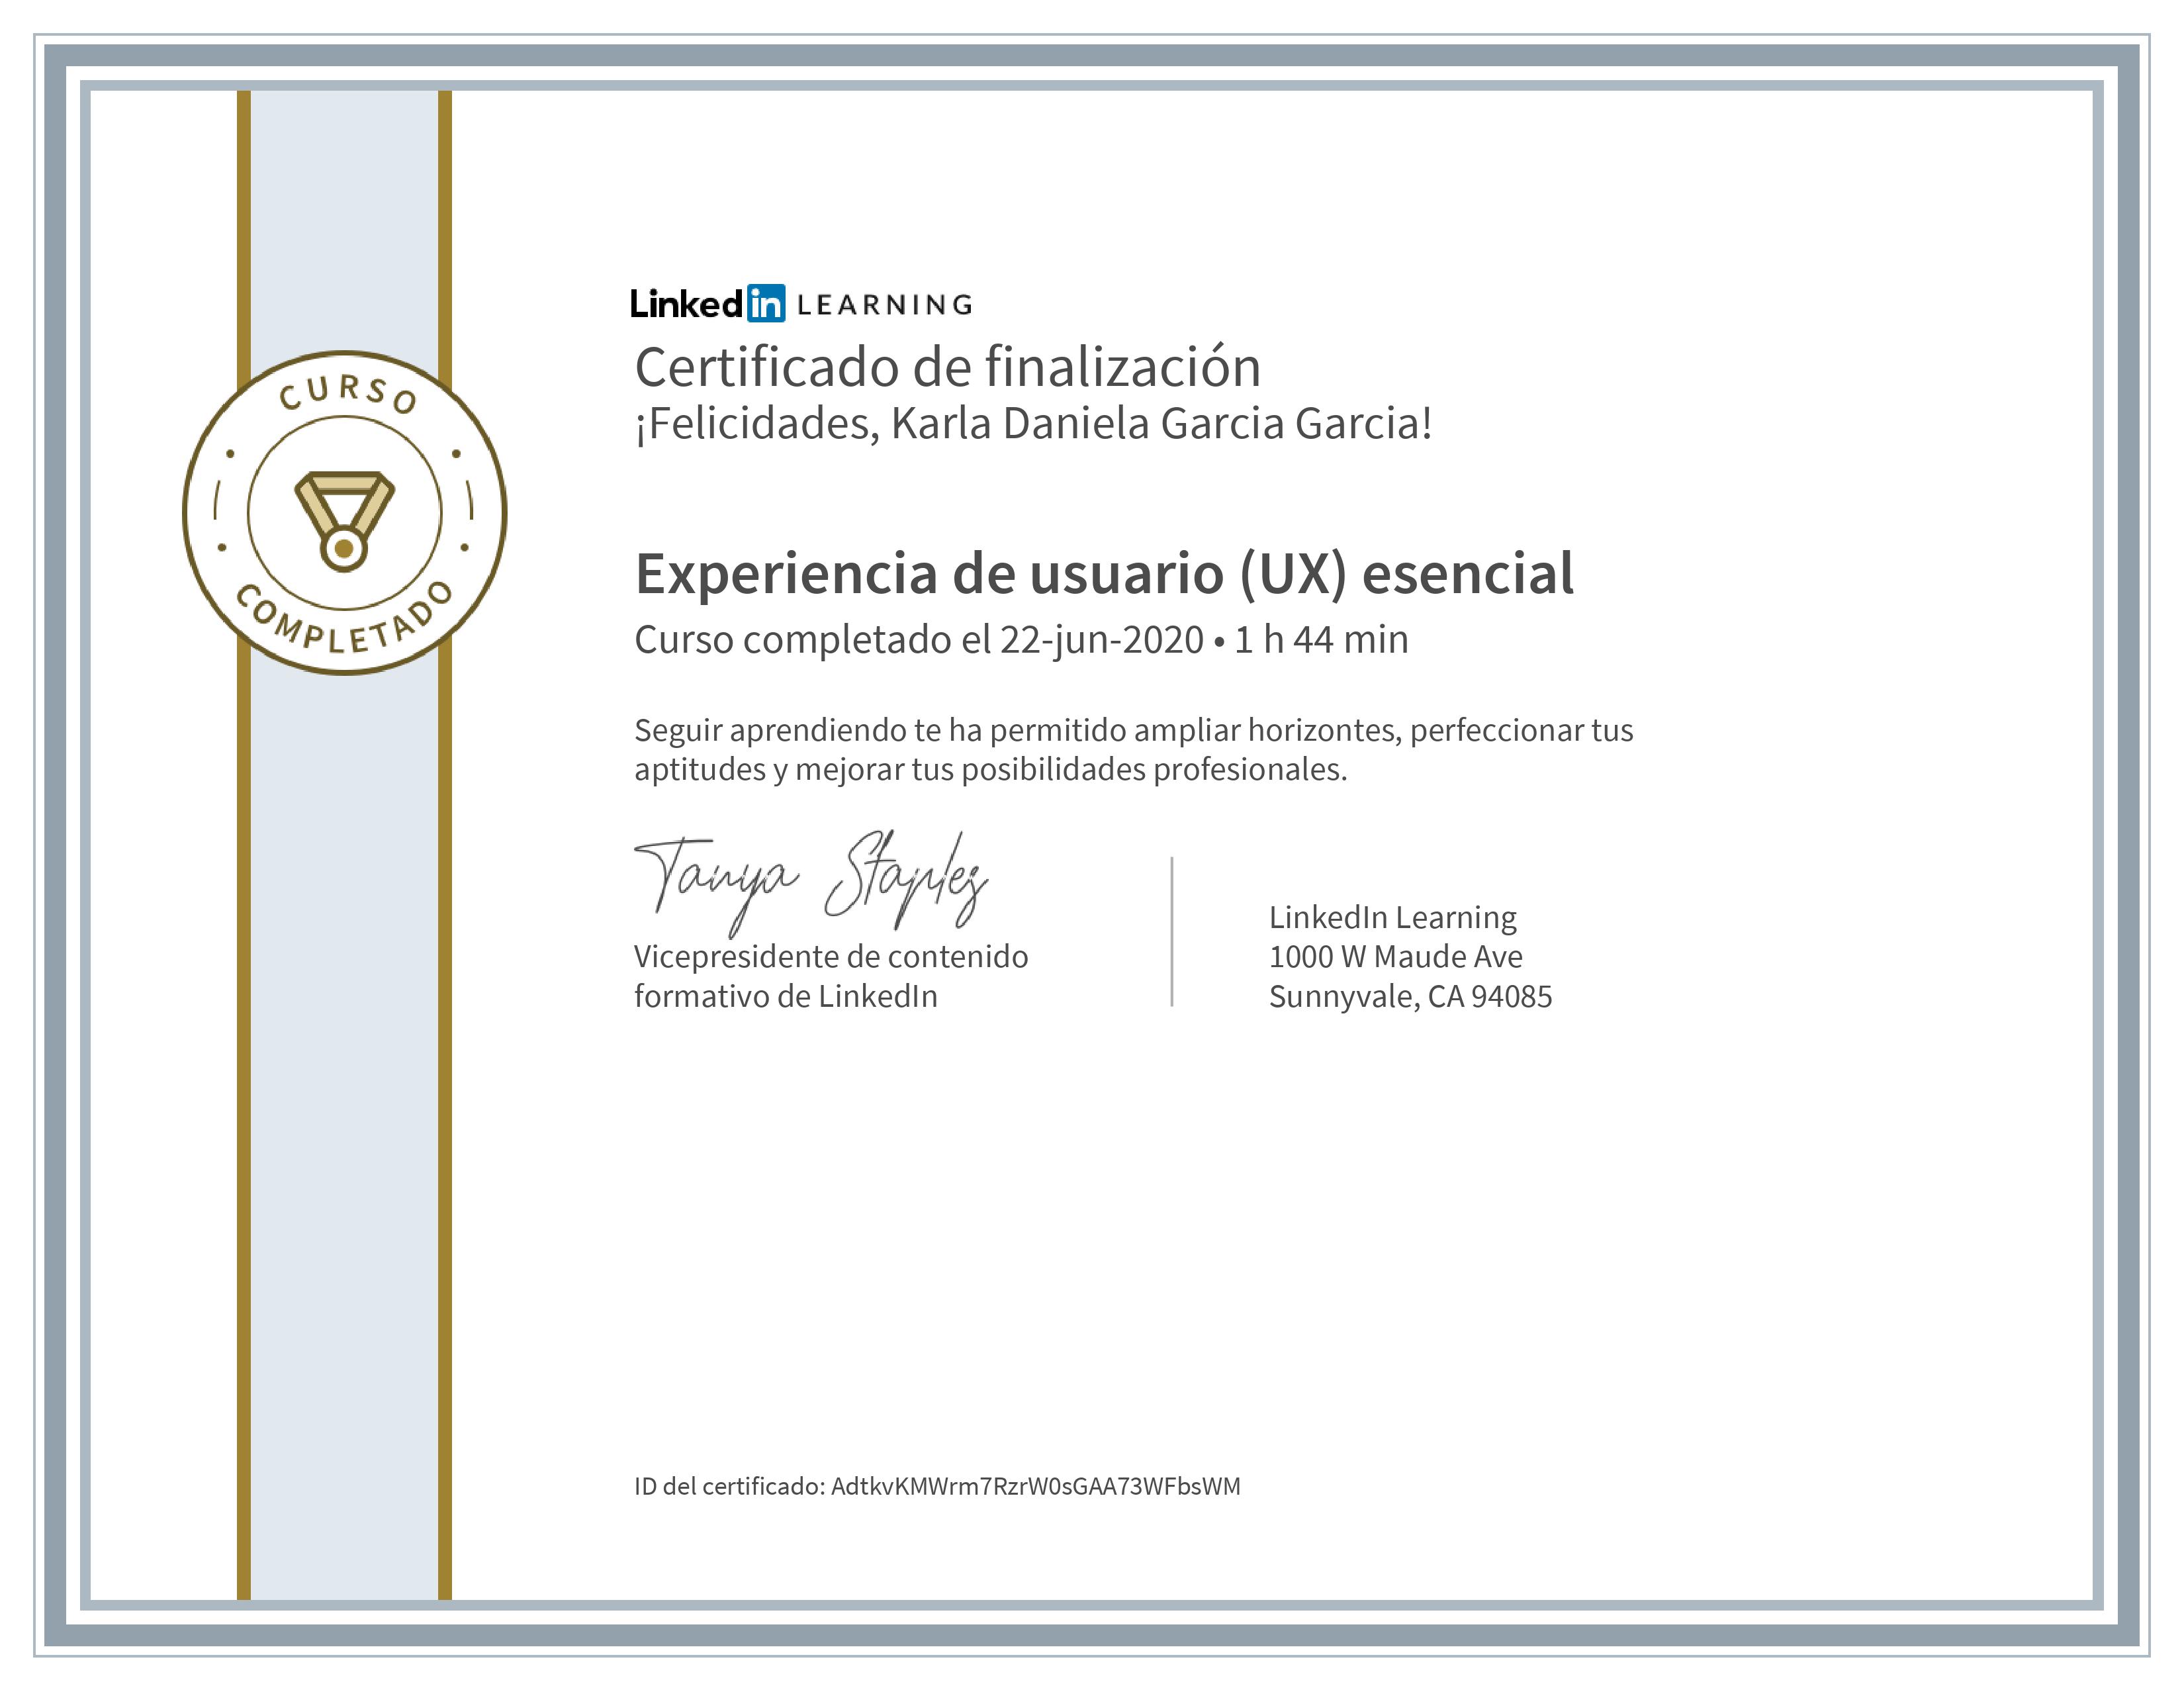 LinkedIn LEARNING
Certificado de finalización
¡Felicidades, Karla Daniela Garcia Garcia!
CURSO
COMPLETADO
Experiencia de usuario (UX) esencial
Curso completado el 22-jun-2020 • 1 h 44 min
Seguir aprendiendo te ha permitido ampliar horizontes, perfeccionar tus
aptitudes y mejorar tus posibilidades profesionales.
Tanya Staples
Vicepresidente de contenido
formativo de LinkedIn
LinkedIn Learning
1000 W Maude Ave
Sunnyvale, CA 94085
ID del certificado: AdtkvKMWrm7RzrW0sGAA73WFbsWM